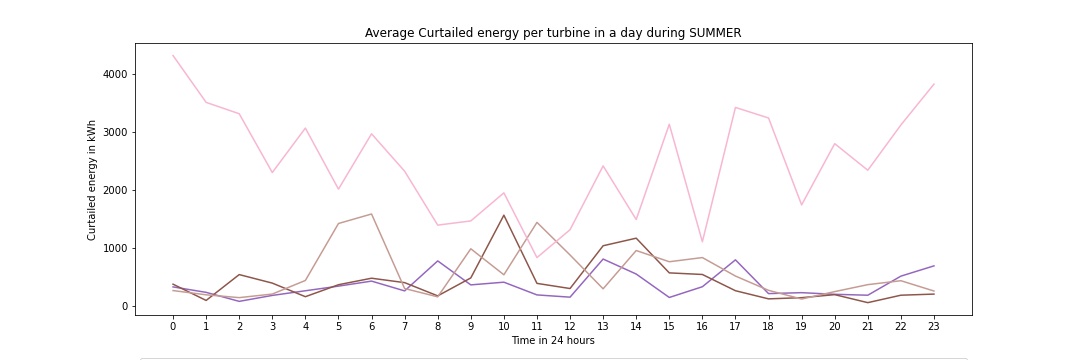 Average Curtailed energy per turbine in a day during SUMMER
Curtailed energy in kWh
4000
3000
2000
1000
0
0 1 2 3 4 5 6 7 8 9 10 11 12 13 14 15 16 17 18 19 20 21 22 23
Time in 24 hours